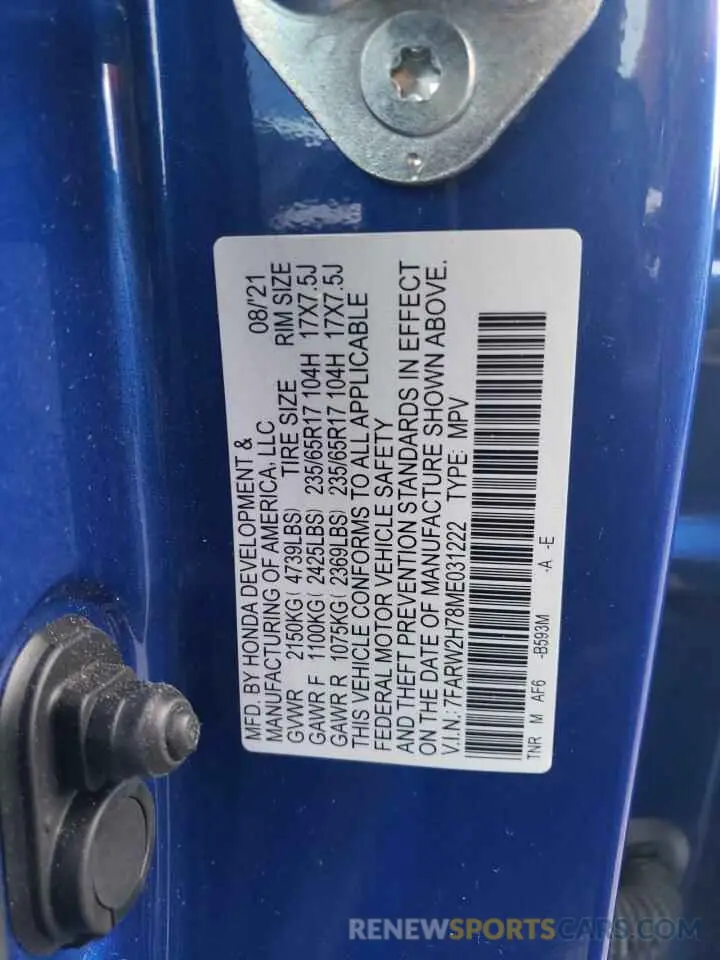 MFD. BY HONDA DEVELOPMENT &
MANUFACTURING OF AMERICA, LLC 08/'21
GVWR 2150KG( 4739LBS) TIRE SIZE RIM SIZE
GAWR F 1100KG( 2425LBS) 235/65R17 104H 17X7.5J
GAWR R 1075KG( 2369LBS) 235/65R17 104H 17X7.5J
THIS VEHICLE CONFORMS TO ALL APPLICABLE
FEDERAL MOTOR VEHICLE SAFETY
AND THEFT PREVENTION STANDARDS IN EFFECT
ON THE DATE OF MANUFACTURE SHOWN ABOVE.
V.I.N.: 7FARW2H78ME031222 TYPE: MPV
TNR M AF6 -B593M -A -E
RENEWSPORTSCARS.COM